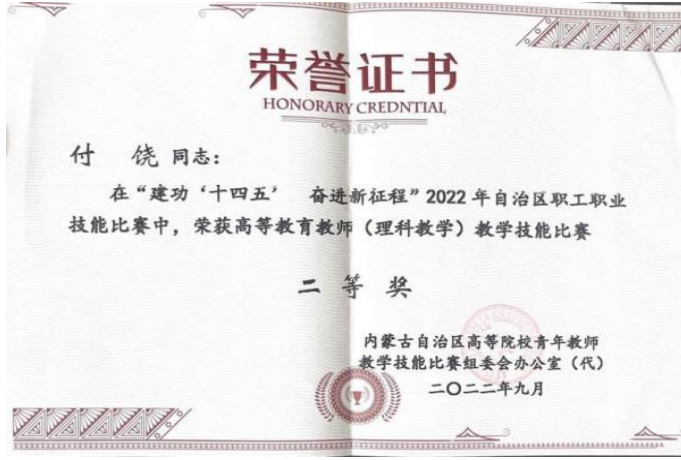 荣誉证书
HONORARY CREDNTIAL
付 饶 同志：
在“建功‘十四五’ 奋进新征程”2022年自治区职工职业
技能比赛中，荣获高等教育教师（理科教学）教学技能比赛
二 等 奖
内蒙古自治区高等院校青年教师
教学技能比赛组委会办公室（代）
二〇二二年九月